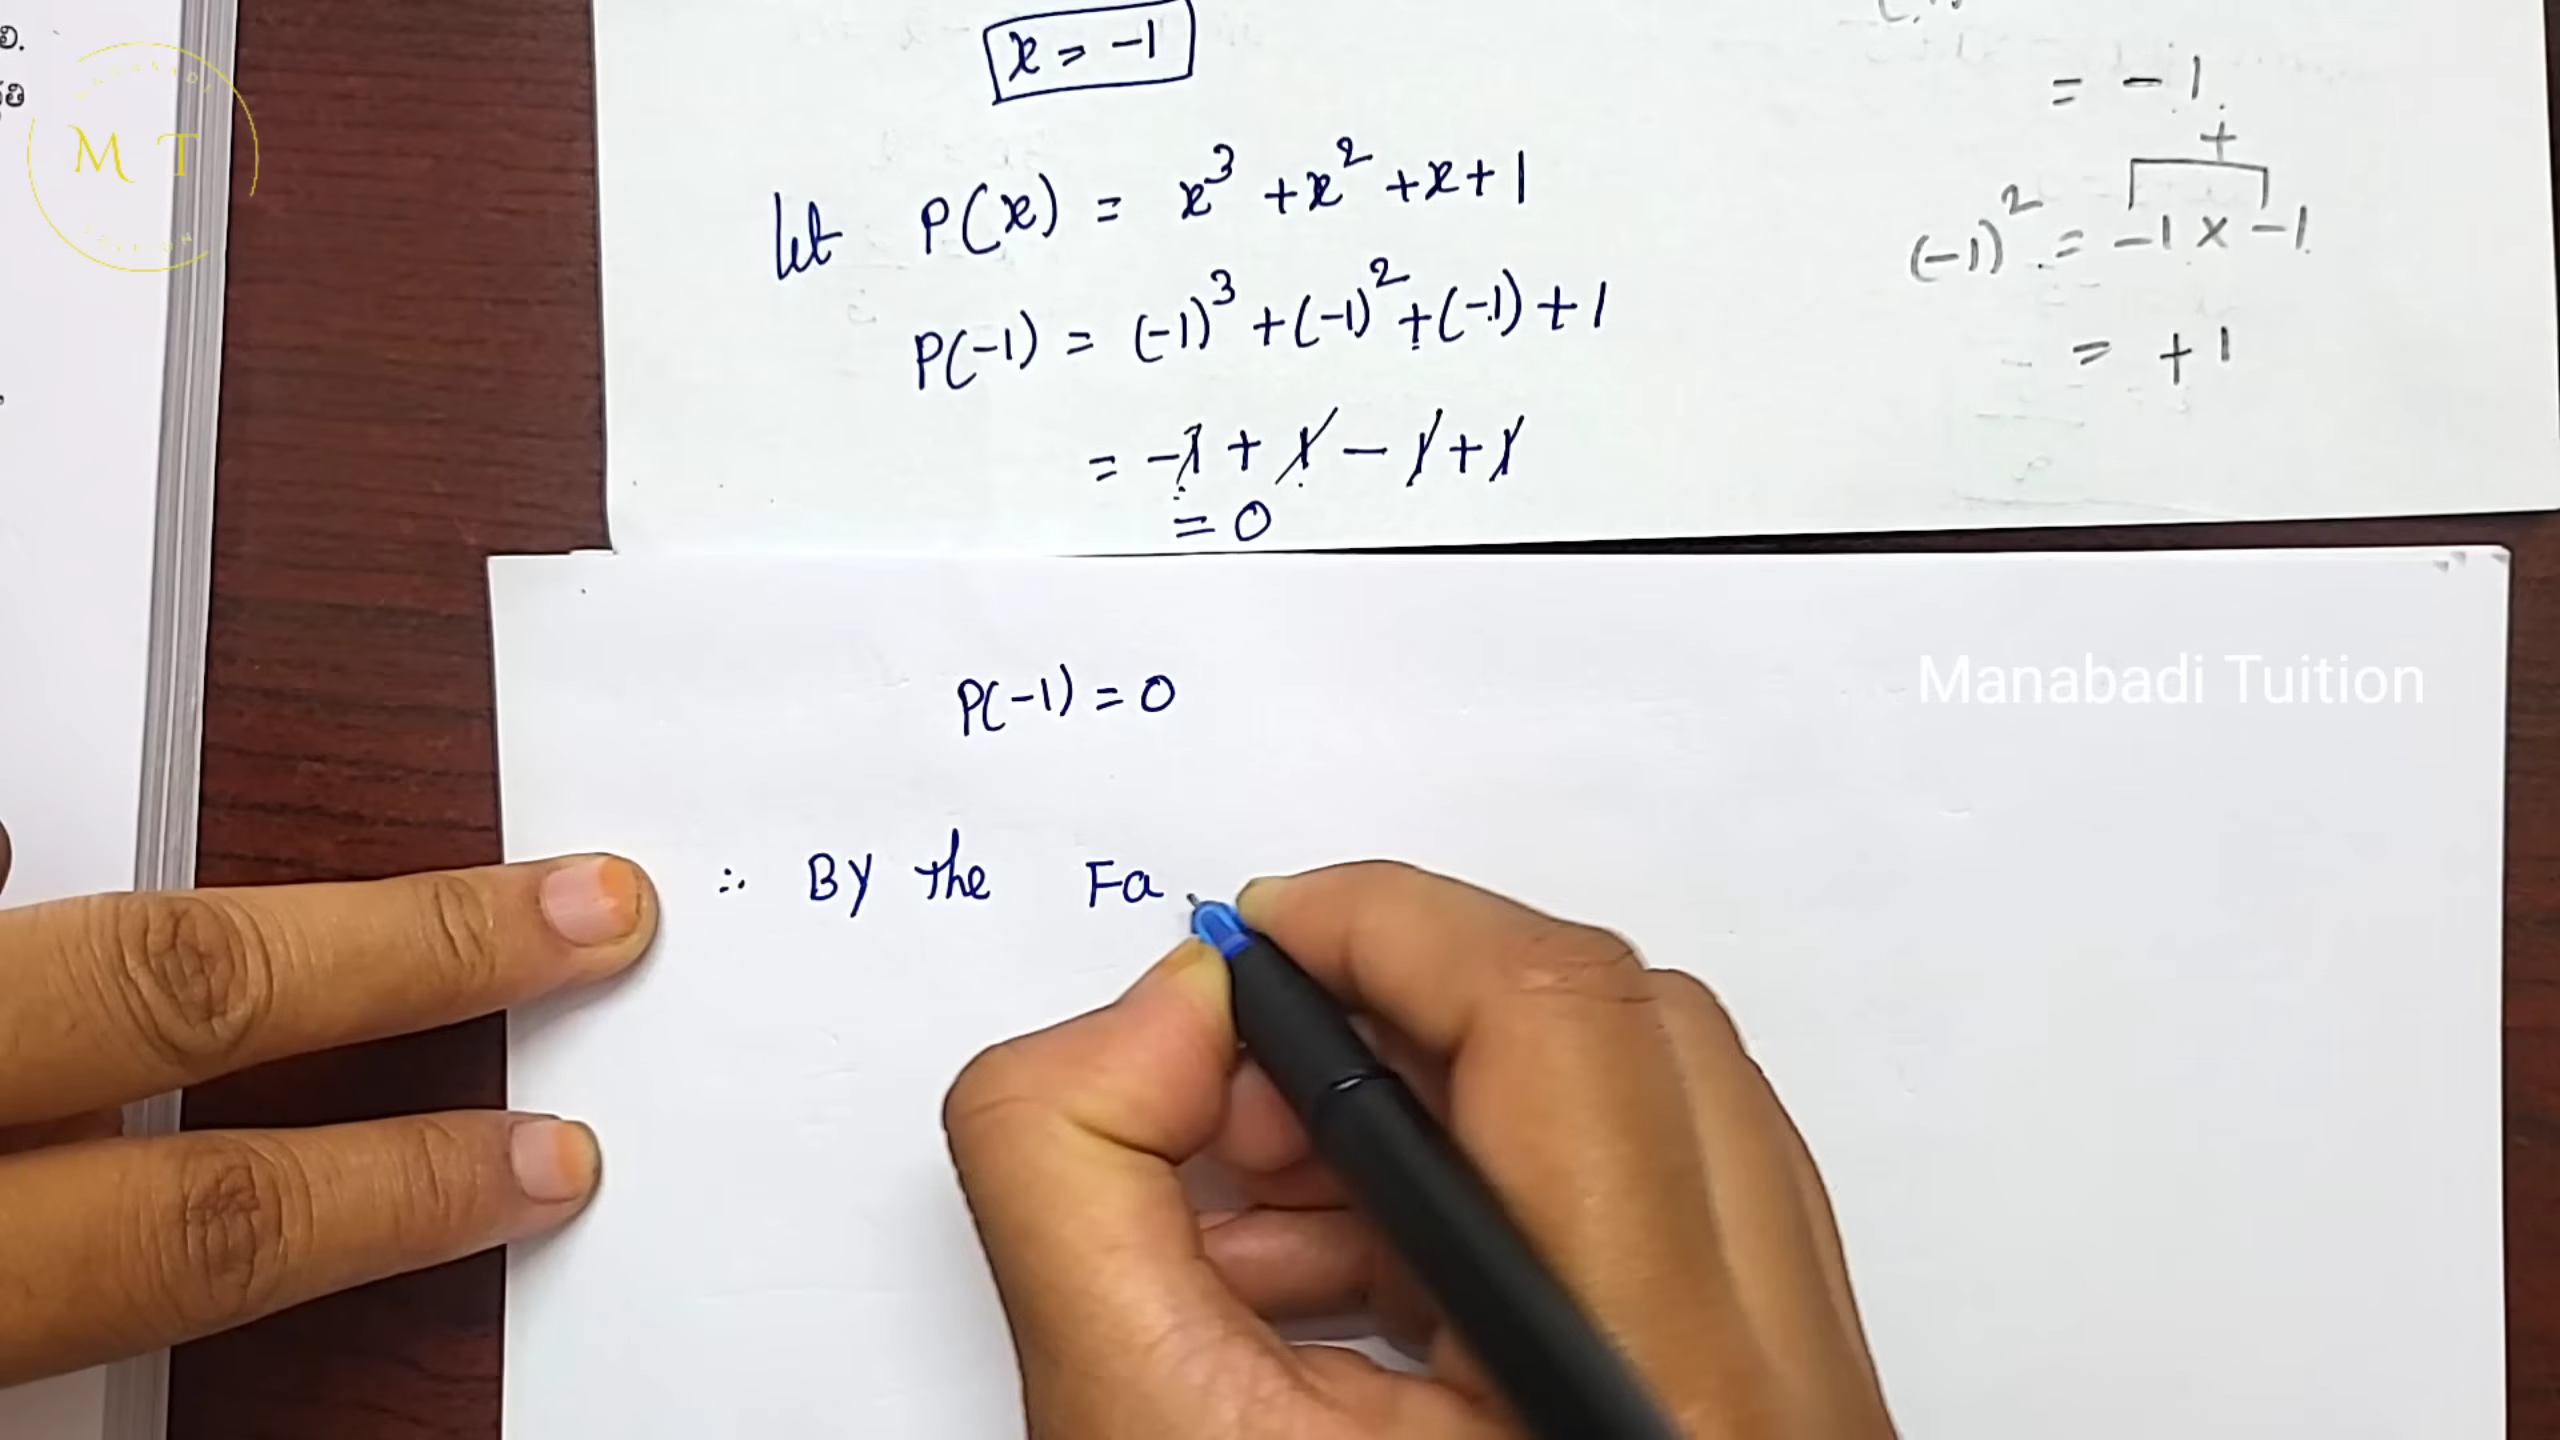 x = -1
let P(x) = x³ + x² + x + 1
P(-1) = (-1)³ + (-1)² + (-1) + 1
= -1 + 1 - 1 + 1
= 0
= -1
+
(-1)² = -1 × -1
= +1
P(-1) = 0
∴ By the Fa
Manabadi Tuition
M T